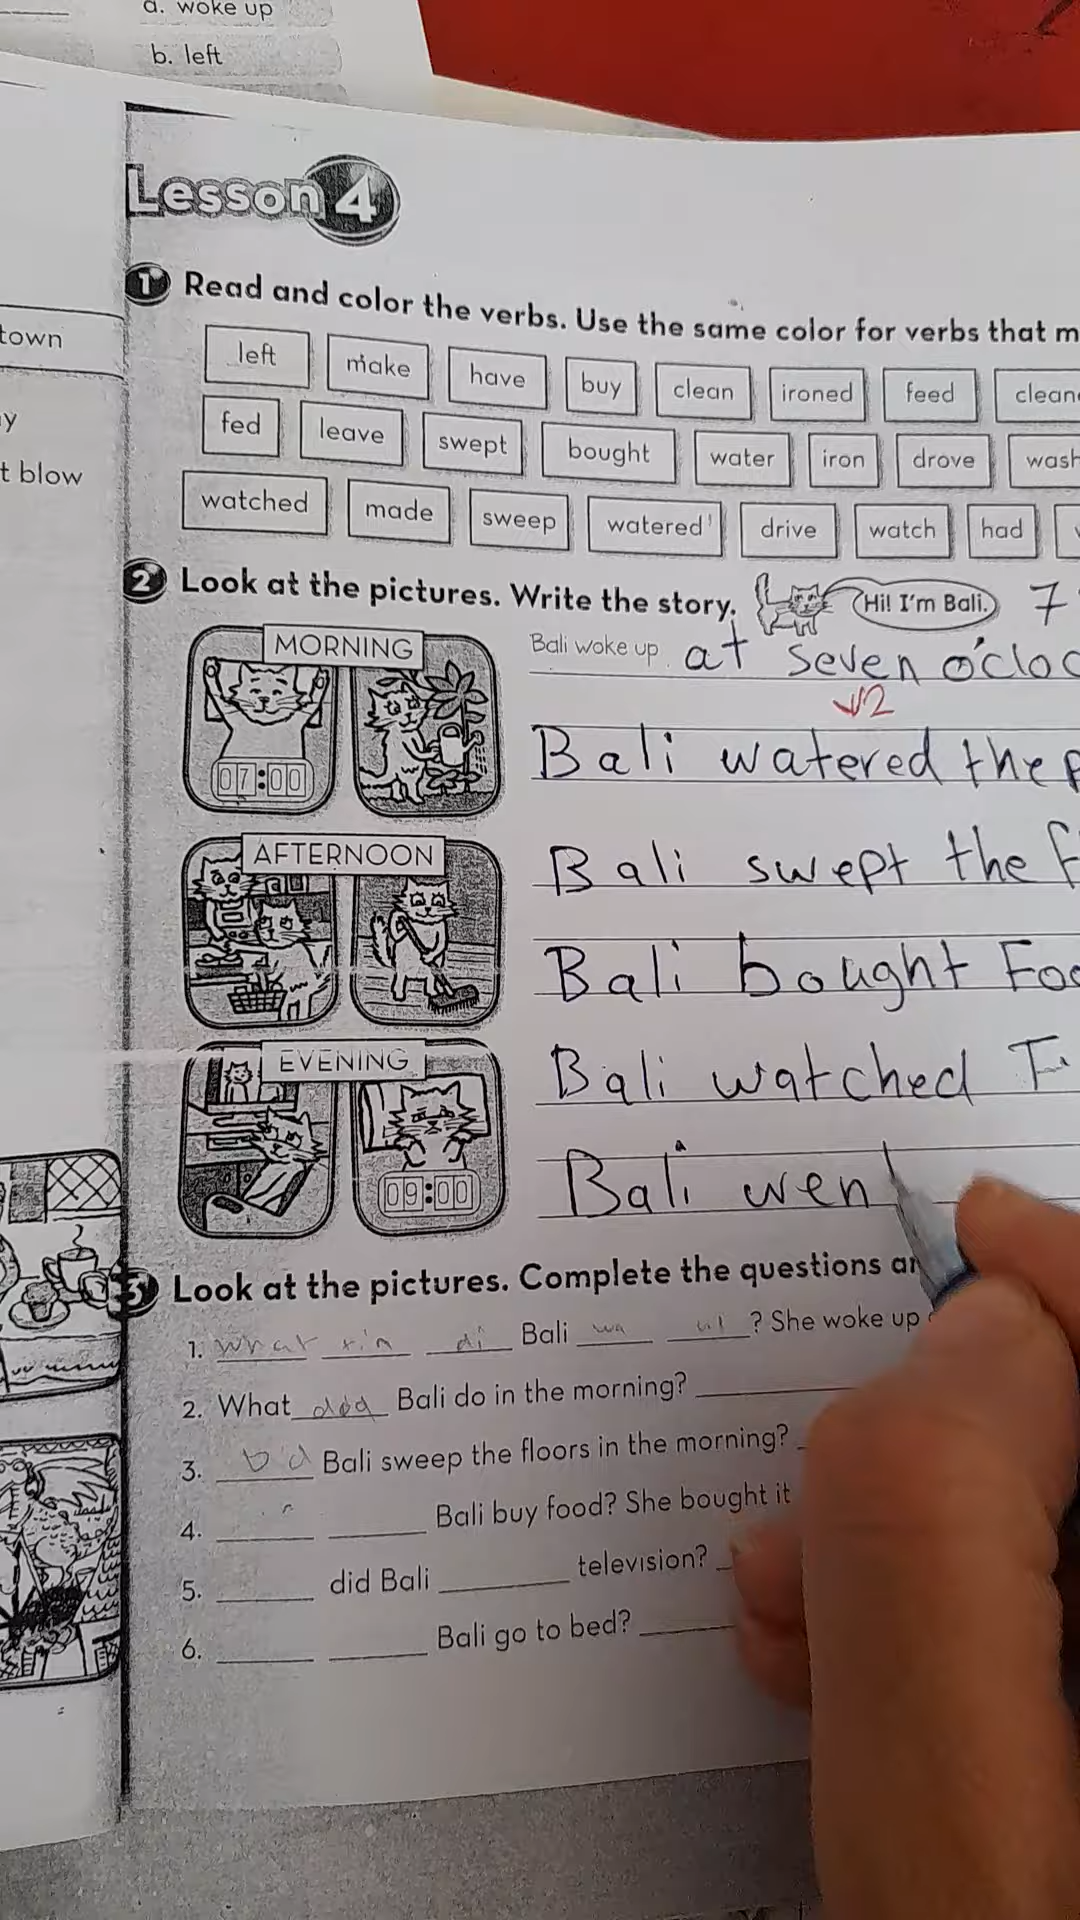 a. woke up
b. left
Lesson 4
town
y
t blow
1 Read and color the verbs. Use the same color for verbs that m
left make have buy clean ironed feed clean
fed leave swept bought water iron drove wash
watched made sweep watered drive watch had
2 Look at the pictures. Write the story.
Hi! I'm Bali. 7
MORNING
07:00
Bali woke up at seven o'cloc
√2
Bali watered the p
AFTERNOON
Bali swept the f
Bali bought Foo
EVENING
09:00
Bali watched T
Bali wen
3 Look at the pictures. Complete the questions an
1. what Bali ? She woke up
2. What Bali do in the morning?
3. Bali sweep the floors in the morning?
4. Bali buy food? She bought it
5. did Bali television?
6. Bali go to bed?